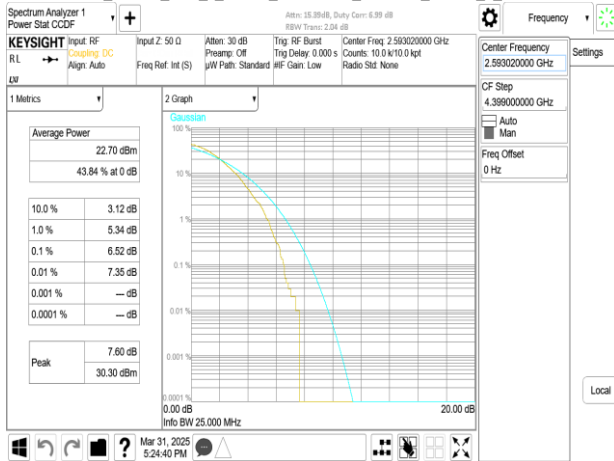 Spectrum Analyzer 1
Power Stat CCDF
Attn: 15.39dB, Duty Corr: 6.99 dB
RBW Trans: 2.04 dB
Frequency
KEYSIGHT
RL
Input: RF
Coupling: DC
Align: Auto
Input Z: 50 Ω
Freq Ref: Int (S)
Atten: 30 dB
Preamp: Off
µW Path: Standard
Trig: RF Burst
Trig Delay: 0.000 s
#IF Gain: Low
Center Freq: 2.593020000 GHz
Counts: 10.0 k/10.0 kpt
Radio Std: None
1 Metrics
Average Power
22.70 dBm
43.84 % at 0 dB
10.0 % 3.12 dB
1.0 % 5.34 dB
0.1 % 6.52 dB
0.01 % 7.35 dB
0.001 % --- dB
0.0001 % --- dB
Peak
7.60 dB
30.30 dBm
2 Graph
Gaussian
100 %
10 %
1 %
0.1 %
0.01 %
0.001 %
0.0001 %
0.00 dB
20.00 dB
Info BW 25.000 MHz
Center Frequency
2.593020000 GHz
Settings
CF Step
4.399000000 GHz
Auto
Man
Freq Offset
0 Hz
Local
?
Mar 31, 2025
5:24:40 PM